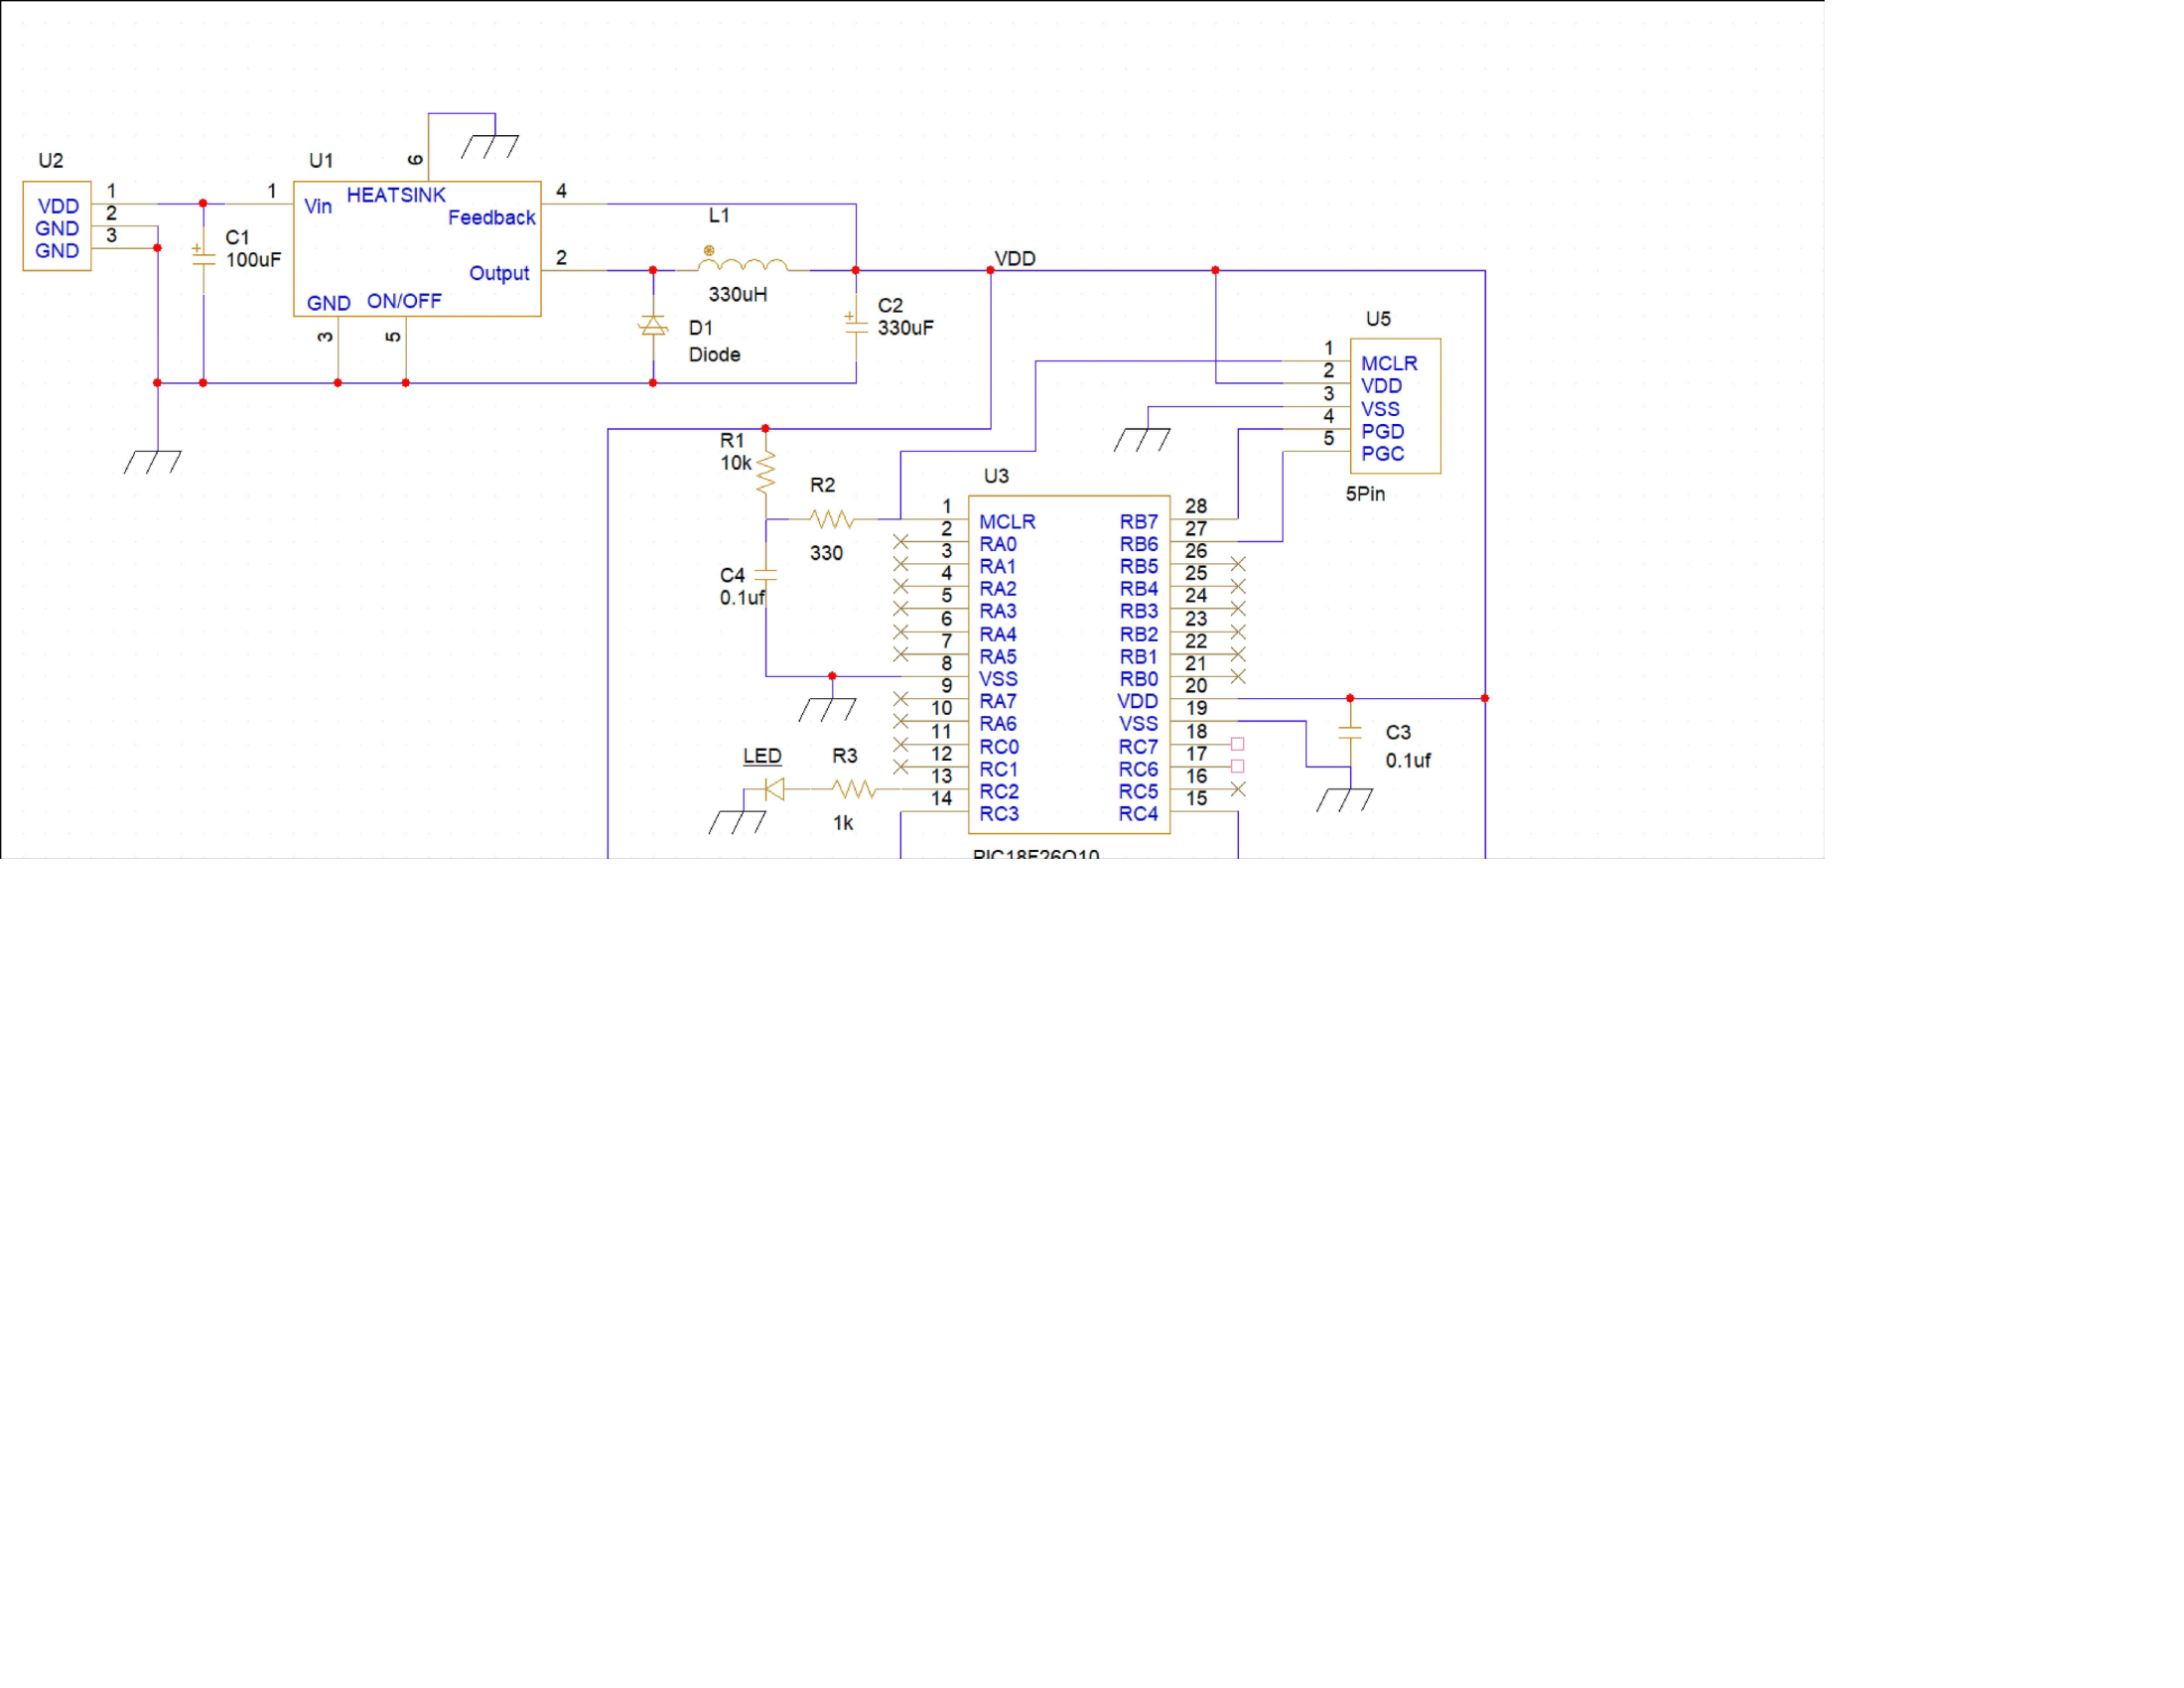 U2
1
VDD
2
GND
3
GND
C1
100uF
U1
6
1
Vin
HEATSINK
4
Feedback
2
Output
GND
ON/OFF
3
5
L1
330uH
D1
Diode
C2
330uF
VDD
U5
1
MCLR
2
VDD
3
VSS
4
PGD
5
PGC
5Pin
R1
10k
R2
330
C4
0.1uf
U3
1
MCLR
2
RA0
3
RA1
4
RA2
5
RA3
6
RA4
7
RA5
8
VSS
9
RA7
10
RA6
11
RC0
12
RC1
13
RC2
14
RC3
28
RB7
27
RB6
26
RB5
25
RB4
24
RB3
23
RB2
22
RB1
21
RB0
20
VDD
19
VSS
18
RC7
17
RC6
16
RC5
15
RC4
PIC18F26Q10
LED
R3
1k
C3
0.1uf